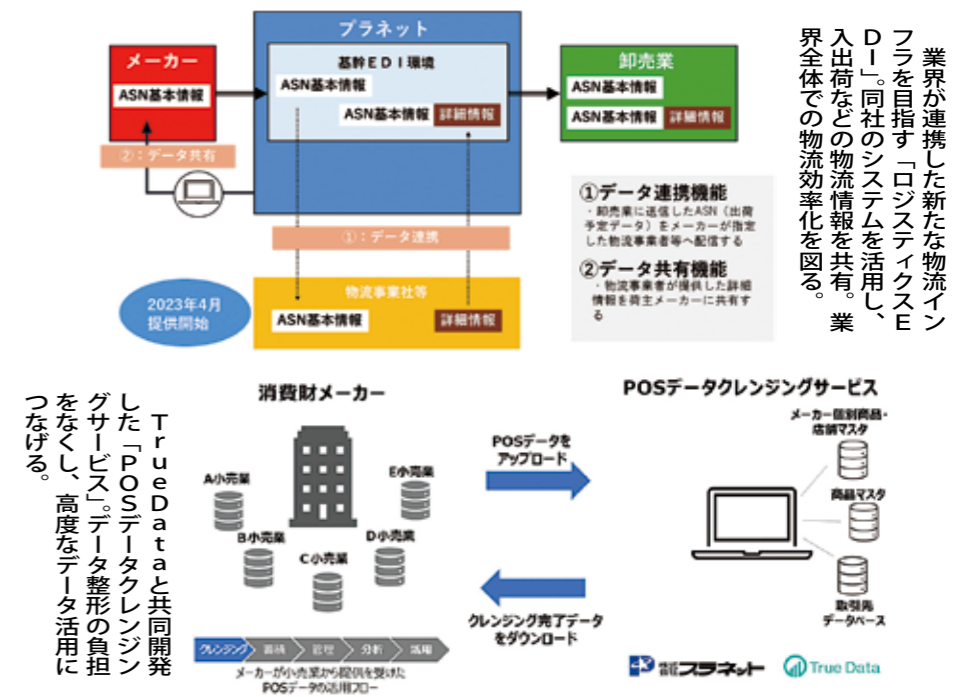 業界が連携した新たな物流イン
フラを目指す「ロジスティクスE
DI」。同社のシステムを活用し、
入出荷などの物流情報を共有。業
界全体での物流効率化を図る。
プラネット
メーカー
ASN基本情報
基幹EDI環境
ASN基本情報
ASN基本情報 詳細情報
卸売業
ASN基本情報
ASN基本情報 詳細情報
②：データ共有
①：データ連携
2023年4月
提供開始
物流事業社等
ASN基本情報 詳細情報
①データ連携機能
・卸売業に送信したASN（出荷
予定データ）をメーカーが指定
した物流事業者等へ配信する
②データ共有機能
・物流事業者が提供した詳細
情報を荷主メーカーに共有す
る
TrueDataと共同開発
した「POSデータクレンジン
グサービス」。データ整形の負担
をなくし、高度なデータ活用に
つなげる。
消費財メーカー
A小売業
B小売業
C小売業
D小売業
E小売業
クレンジング 蓄積 管理 分析 活用
メーカーが小売業から提供を受けた
POSデータの活用フロー
POSデータを
アップロード
クレンジング完了データ
をダウンロード
POSデータクレンジングサービス
メーカー個別商品・
店舗マスタ
商品マスタ
取引先
データベース
株式会社プラネット
True Data